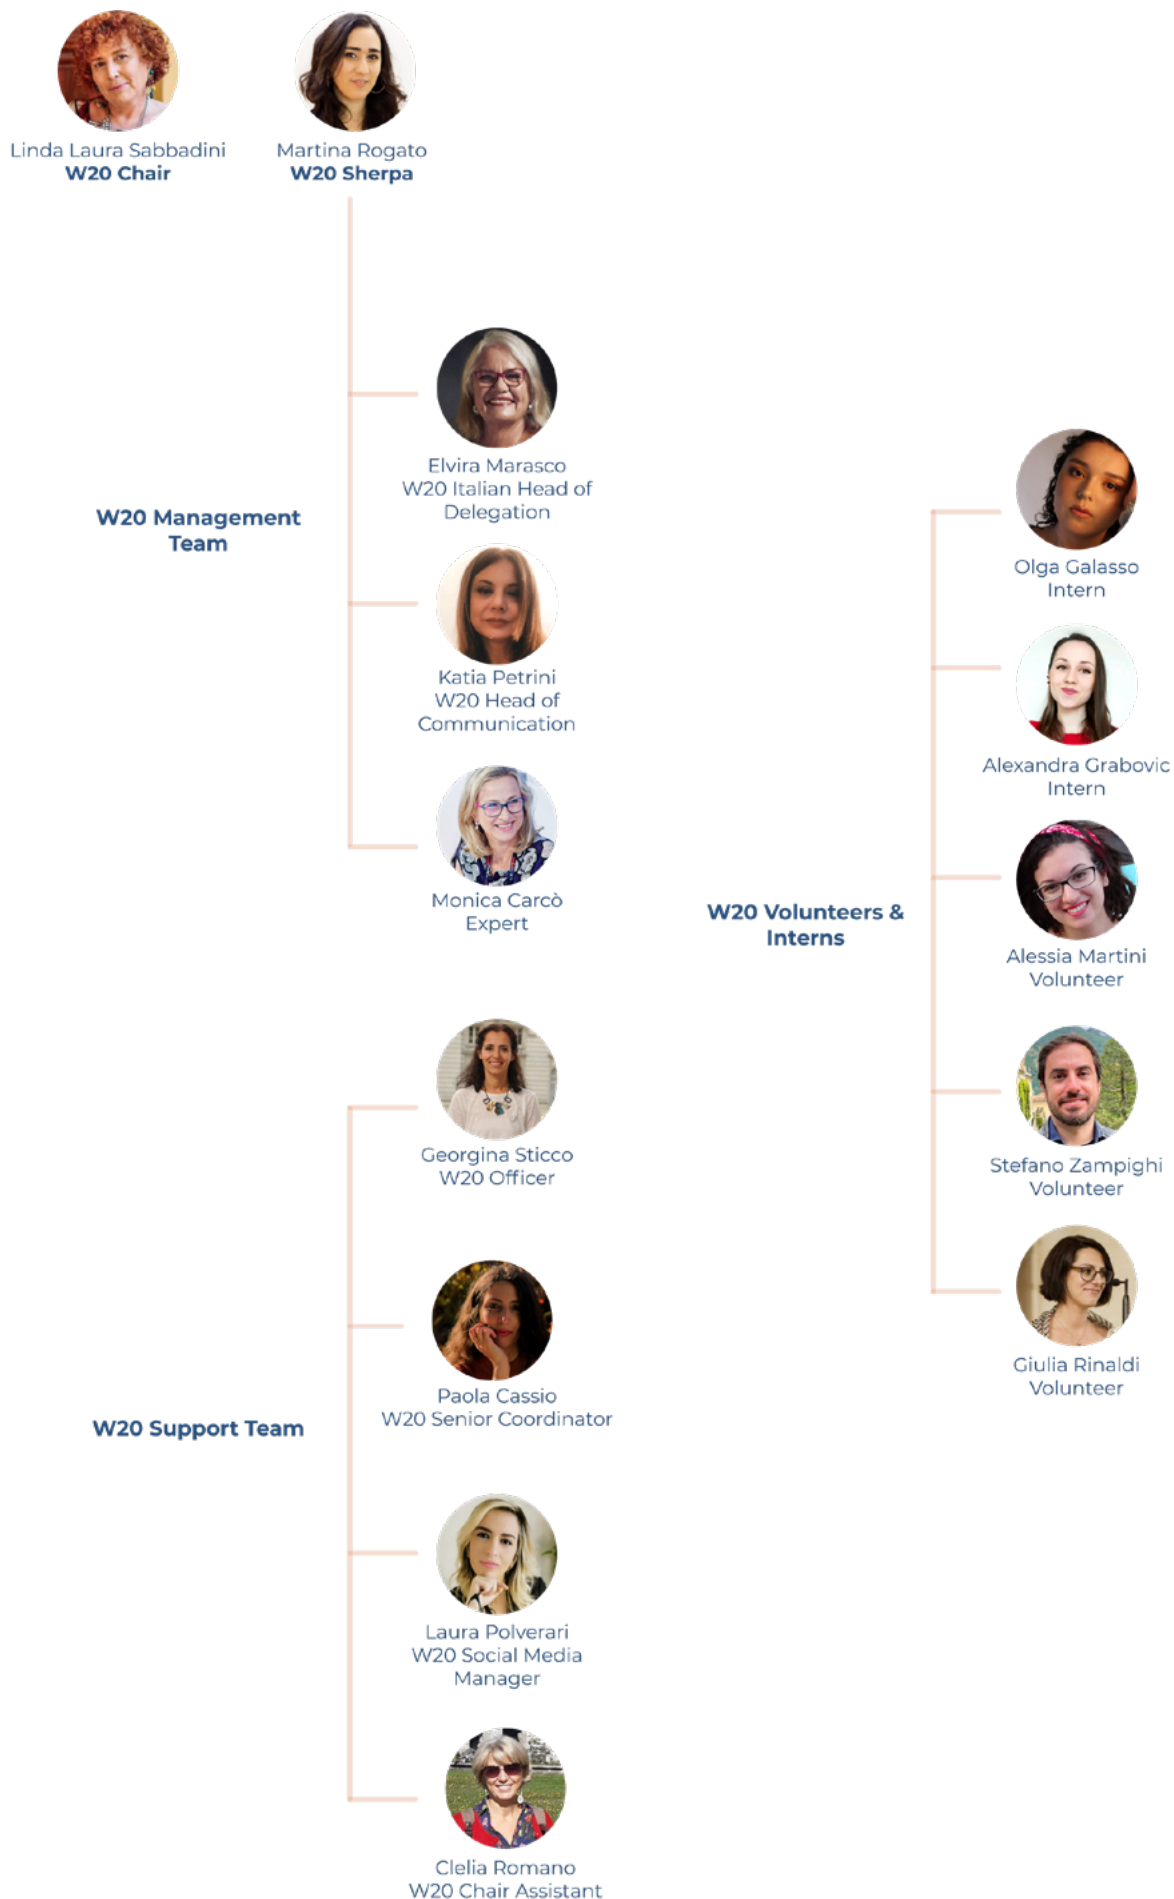 Linda Laura Sabbadini
W20 Chair
Martina Rogato
W20 Sherpa
W20 Management
Team
Elvira Marasco
W20 Italian Head of
Delegation
Katia Petrini
W20 Head of
Communication
Monica Carcò
Expert
W20 Support Team
Georgina Sticco
W20 Officer
Paola Cassio
W20 Senior Coordinator
Laura Polverari
W20 Social Media
Manager
Clelia Romano
W20 Chair Assistant
W20 Volunteers &
Interns
Olga Galasso
Intern
Alexandra Grabovic
Intern
Alessia Martini
Volunteer
Stefano Zampighi
Volunteer
Giulia Rinaldi
Volunteer